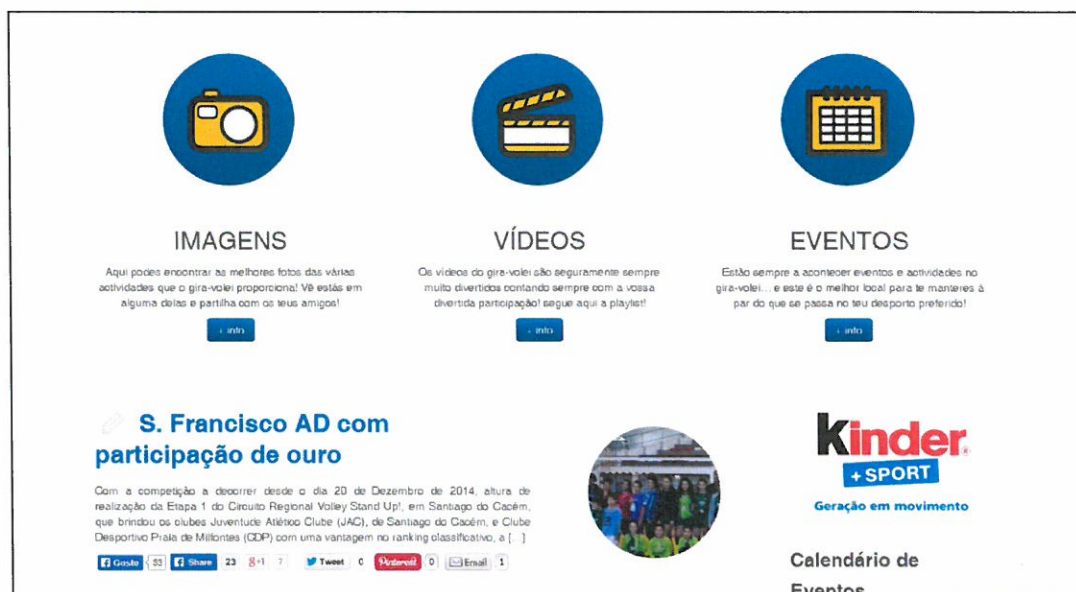 IMAGENS
Aqui podes encontrar as melhores fotos das várias
actividades que o gira-volei proporciona! Vê estás em
alguma delas e partilha com os teus amigos!
+ info
VÍDEOS
Os vídeos do gira-volei são seguramente sempre
muito divertidos contando sempre com a vossa
divertida participação! segue aqui a playlist!
+ info
EVENTOS
Estão sempre a acontecer eventos e actividades no
gira-volei... e este é o melhor local para te manteres a
par do que se passa no teu desporto preferido!
+ info
S. Francisco AD com
participação de ouro
Com a competição a decorrer desde o dia 20 de Dezembro de 2014, altura de
realização da Etapa 1 do Circuito Regional Volley Stand Up!, em Santiago do Cacém,
que brindou os clubes Juventude Atlético Clube (JAC), de Santiago do Cacém, e Clube
Desportivo Praia de Milfontes (CDP) com uma vantagem no ranking classificativo, a [...]
Gosto 53 Share 23 g+1 7 Tweet 0 Pinterest 0 Email 1
Kinder
+ SPORT
Geração em movimento
Calendário de
Eventos